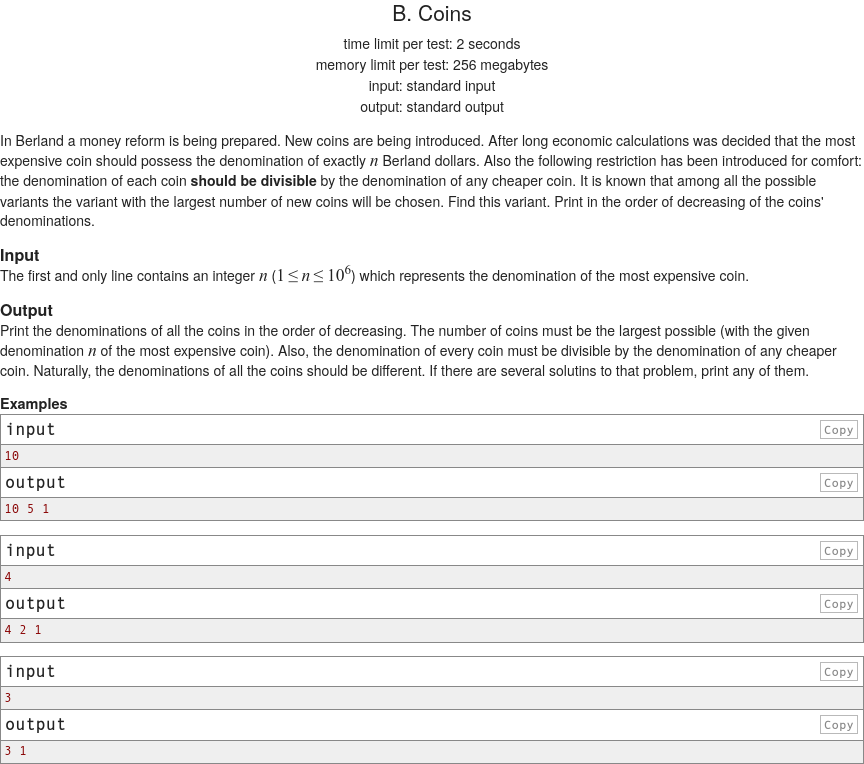 B. Coins
time limit per test: 2 seconds
memory limit per test: 256 megabytes
input: standard input
output: standard output
In Berland a money reform is being prepared. New coins are being introduced. After long economic calculations was decided that the most
expensive coin should possess the denomination of exactly n Berland dollars. Also the following restriction has been introduced for comfort:
the denomination of each coin should be divisible by the denomination of any cheaper coin. It is known that among all the possible
variants the variant with the largest number of new coins will be chosen. Find this variant. Print in the order of decreasing of the coins'
denominations.
Input
The first and only line contains an integer n (1 ≤ n ≤ 10⁶) which represents the denomination of the most expensive coin.
Output
Print the denominations of all the coins in the order of decreasing. The number of coins must be the largest possible (with the given
denomination n of the most expensive coin). Also, the denomination of every coin must be divisible by the denomination of any cheaper
coin. Naturally, the denominations of all the coins should be different. If there are several solutins to that problem, print any of them.
Examples
input Copy
10
output Copy
10 5 1
input Copy
4
output Copy
4 2 1
input Copy
3
output Copy
3 1